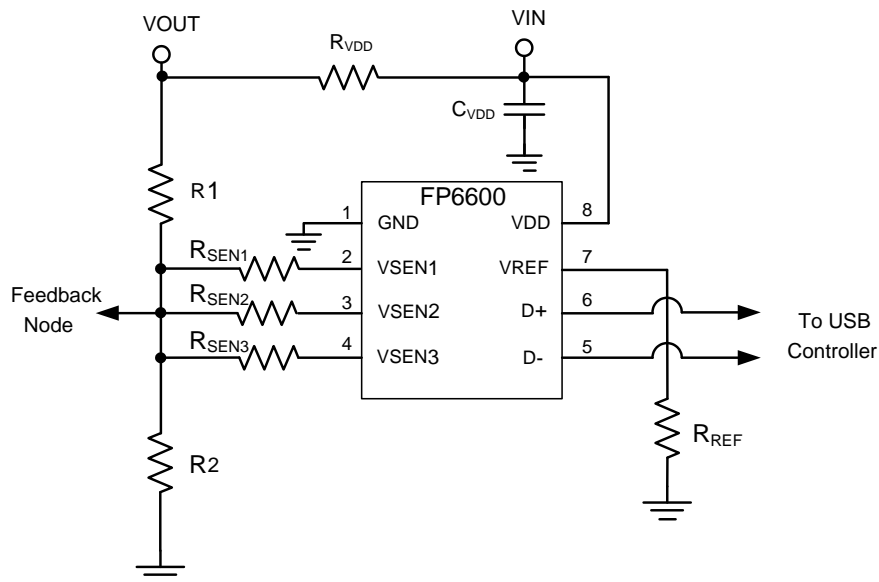 VOUT
VIN
RVDD
CVDD
R1
FP6600
1
GND
VDD
8
RSEN1
2
VSEN1
VREF
7
Feedback
Node
RSEN2
3
VSEN2
D+
6
To USB
Controller
RSEN3
4
VSEN3
D-
5
R2
RREF